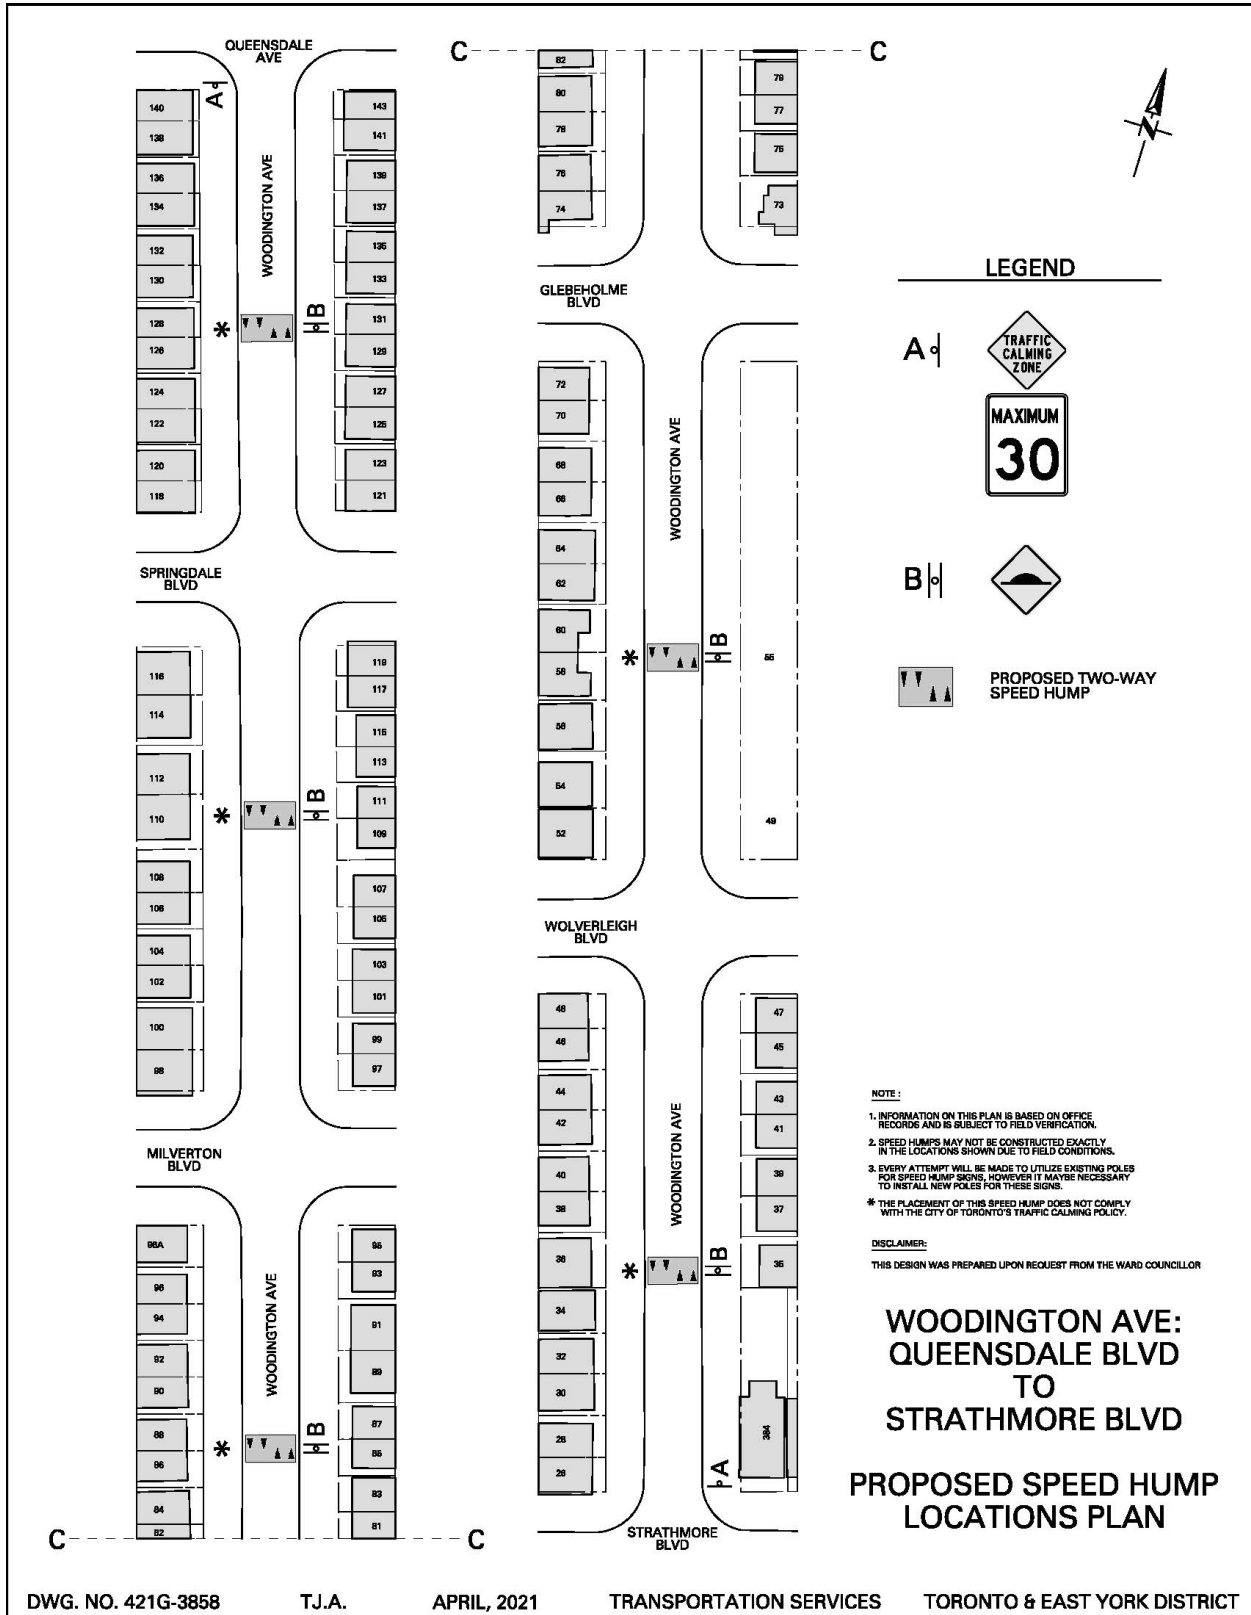 QUEENSDALE
AVE
A
WOODINGTON AVE
140
138
136
134
132
130
128
126
124
122
120
118
143
141
139
137
135
133
131
129
127
125
123
121
*
B
SPRINGDALE
BLVD
116
114
112
110
108
106
104
102
100
98
119
117
115
113
111
109
107
105
103
101
99
97
*
B
MILVERTON
BLVD
96A
96
94
92
90
88
86
84
82
WOODINGTON AVE
95
93
91
89
87
85
83
81
*
B
C
C
C
C
82
80
78
76
74
79
77
75
73
GLEBEHOLME
BLVD
72
70
68
66
64
62
60
58
56
54
52
WOODINGTON AVE
55
49
*
B
WOLVERLEIGH
BLVD
48
46
44
42
40
38
36
34
32
30
28
26
WOODINGTON AVE
47
45
43
41
39
37
35
384
*
B
A
STRATHMORE
BLVD
N
LEGEND
A
TRAFFIC
CALMING
ZONE
MAXIMUM
30
B
PROPOSED TWO-WAY
SPEED HUMP
NOTE :
1. INFORMATION ON THIS PLAN IS BASED ON OFFICE
RECORDS AND IS SUBJECT TO FIELD VERIFICATION.
2. SPEED HUMPS MAY NOT BE CONSTRUCTED EXACTLY
IN THE LOCATIONS SHOWN DUE TO FIELD CONDITIONS.
3. EVERY ATTEMPT WILL BE MADE TO UTILIZE EXISTING POLES
FOR SPEED HUMP SIGNS, HOWEVER IT MAYBE NECESSARY
TO INSTALL NEW POLES FOR THESE SIGNS.
* THE PLACEMENT OF THIS SPEED HUMP DOES NOT COMPLY
WITH THE CITY OF TORONTO'S TRAFFIC CALMING POLICY.
DISCLAIMER:
THIS DESIGN WAS PREPARED UPON REQUEST FROM THE WARD COUNCILLOR
WOODINGTON AVE:
QUEENSDALE BLVD
TO
STRATHMORE BLVD
PROPOSED SPEED HUMP
LOCATIONS PLAN
DWG. NO. 421G-3858 T.J.A. APRIL, 2021 TRANSPORTATION SERVICES TORONTO & EAST YORK DISTRICT